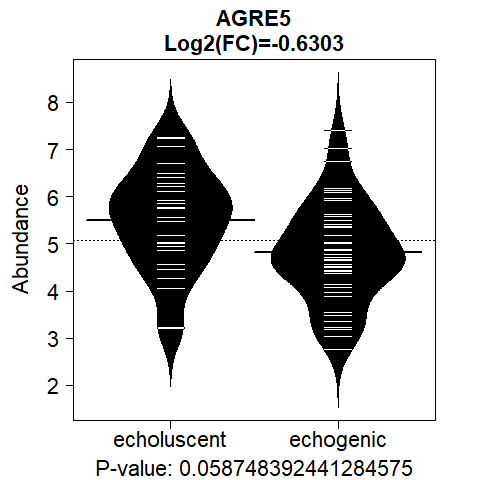 AGRE5
Log2(FC)=-0.6303
Abundance
8
7
6
5
4
3
2
echoluscent echogenic
P-value: 0.058748392441284575